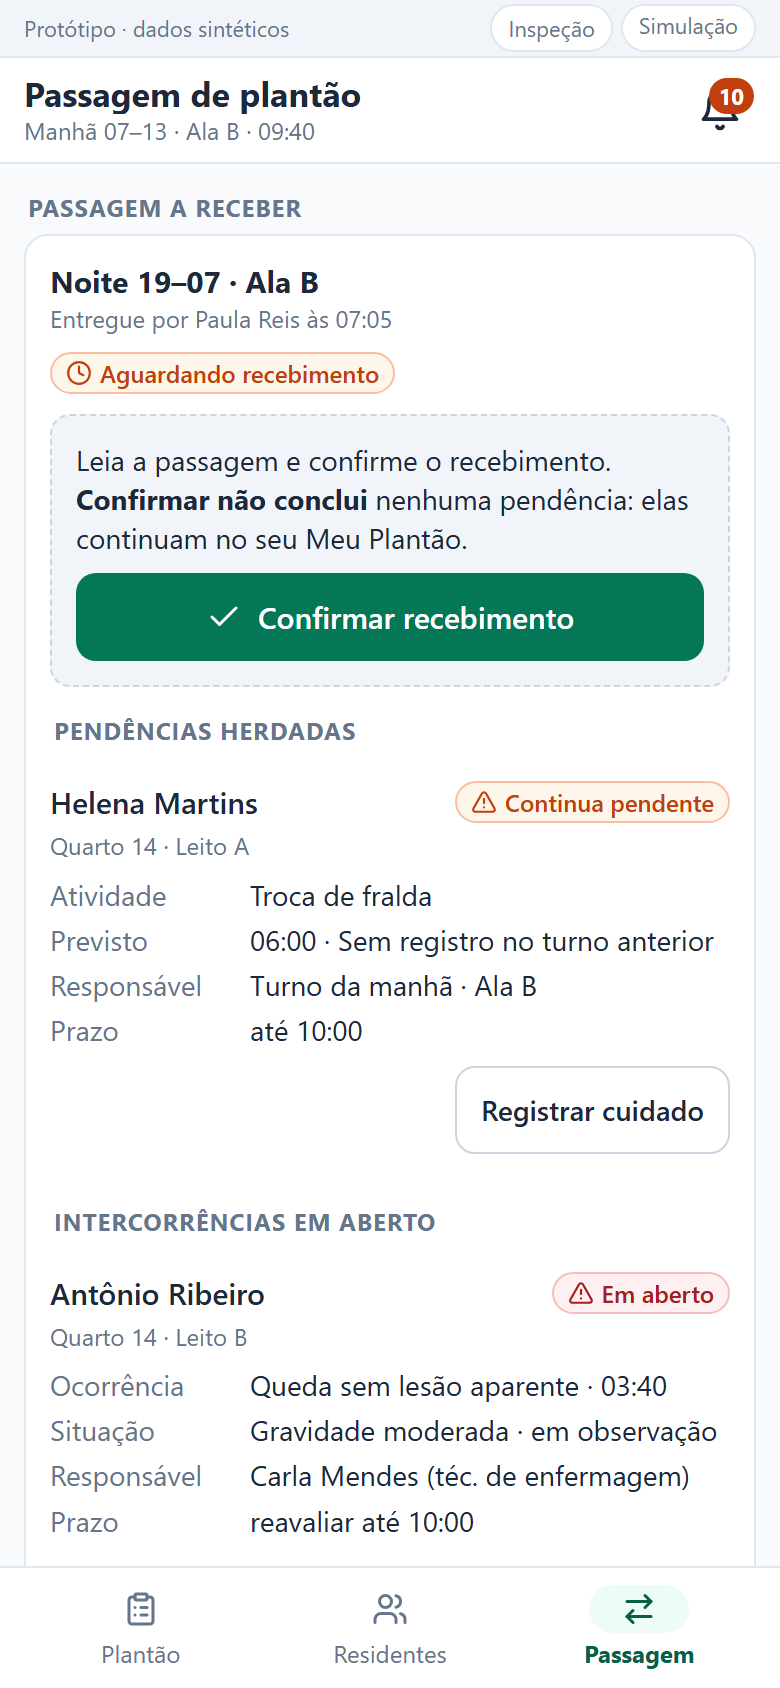 Protótipo · dados sintéticos
Inspeção
Simulação
Passagem de plantão
10
Manhã 07–13 · Ala B · 09:40
PASSAGEM A RECEBER
Noite 19–07 · Ala B
Entregue por Paula Reis às 07:05
Aguardando recebimento
Leia a passagem e confirme o recebimento.
Confirmar não conclui nenhuma pendência: elas
continuam no seu Meu Plantão.
Confirmar recebimento
PENDÊNCIAS HERDADAS
Helena Martins
Continua pendente
Quarto 14 · Leito A
Atividade Troca de fralda
Previsto 06:00 · Sem registro no turno anterior
Responsável Turno da manhã · Ala B
Prazo até 10:00
Registrar cuidado
INTERCORRÊNCIAS EM ABERTO
Antônio Ribeiro
Em aberto
Quarto 14 · Leito B
Ocorrência Queda sem lesão aparente · 03:40
Situação Gravidade moderada · em observação
Responsável Carla Mendes (téc. de enfermagem)
Prazo reavaliar até 10:00
Plantão
Residentes
Passagem